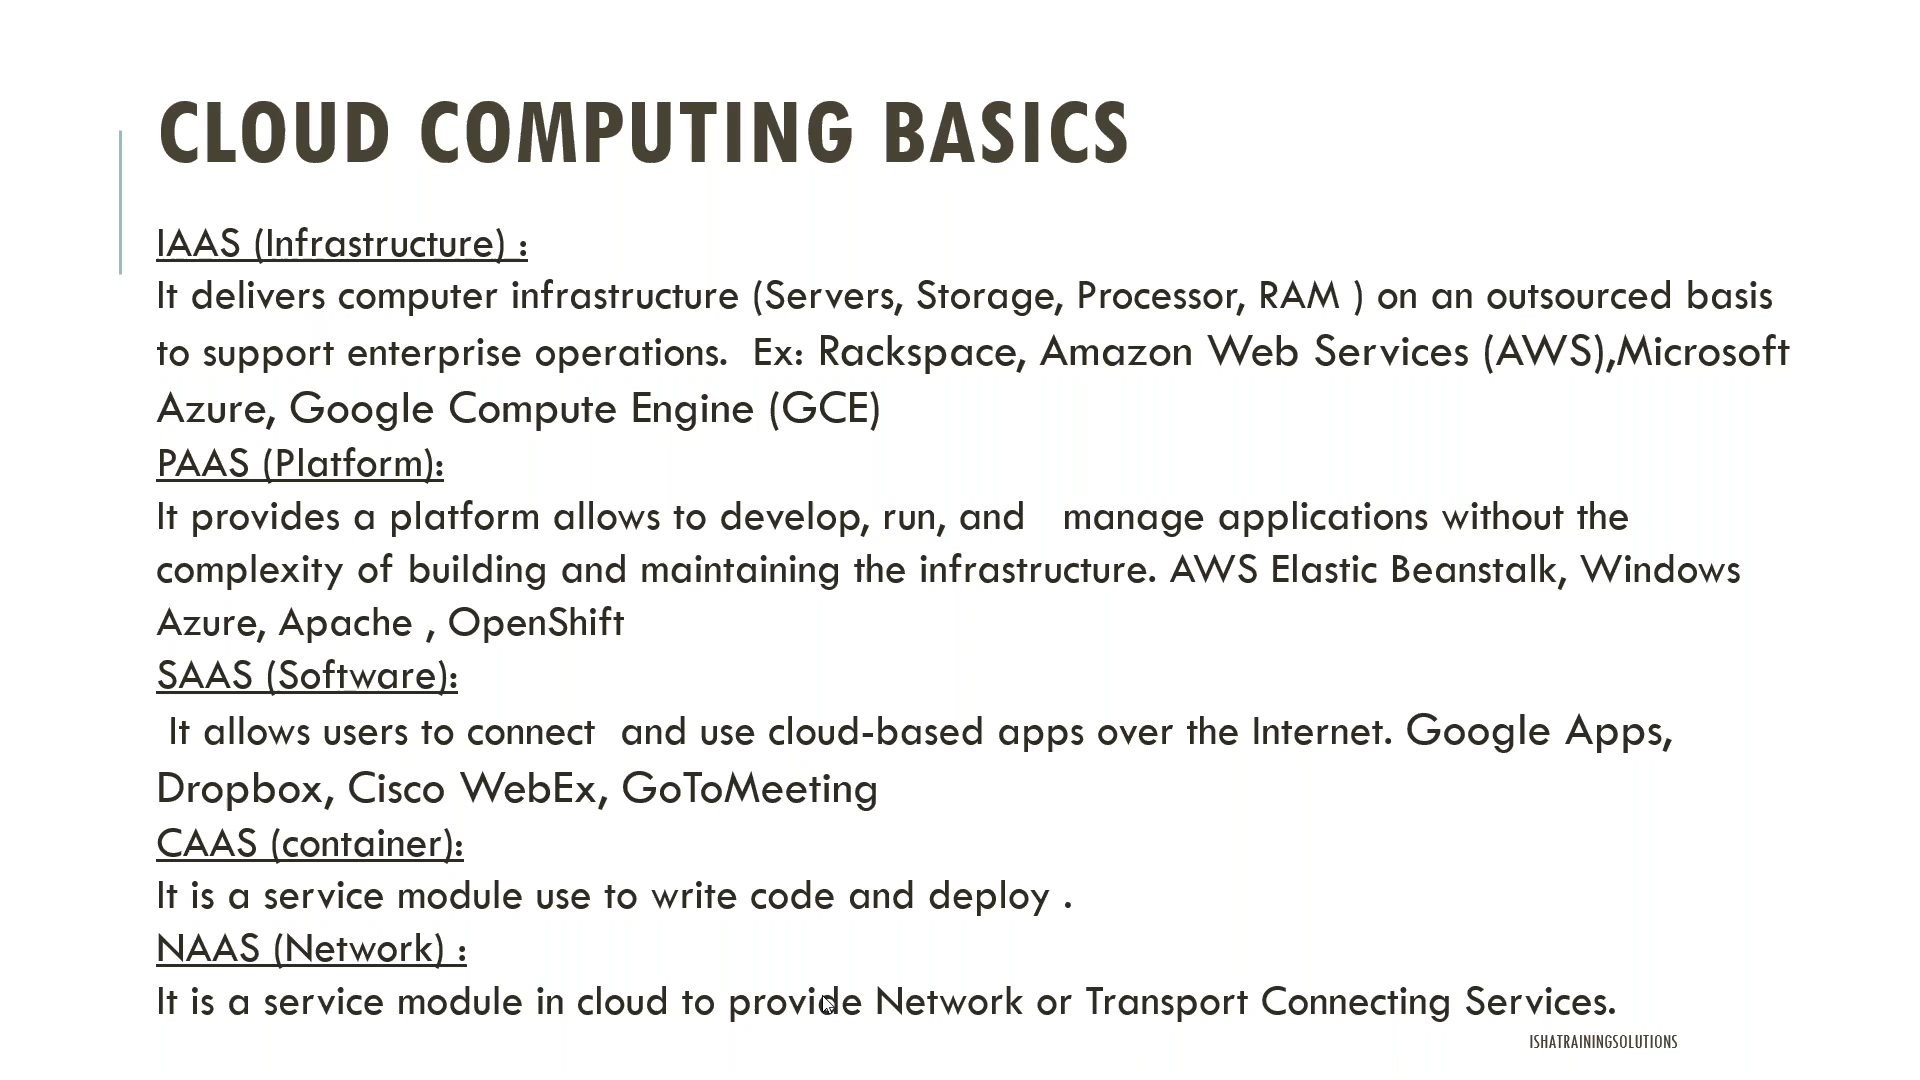 CLOUD COMPUTING BASICS
IAAS (Infrastructure) :
It delivers computer infrastructure (Servers, Storage, Processor, RAM ) on an outsourced basis
to support enterprise operations.  Ex: Rackspace, Amazon Web Services (AWS),Microsoft
Azure, Google Compute Engine (GCE)
PAAS (Platform):
It provides a platform allows to develop, run, and   manage applications without the
complexity of building and maintaining the infrastructure. AWS Elastic Beanstalk, Windows
Azure, Apache , OpenShift
SAAS (Software):
It allows users to connect  and use cloud-based apps over the Internet. Google Apps,
Dropbox, Cisco WebEx, GoToMeeting
CAAS (container):
It is a service module use to write code and deploy .
NAAS (Network) :
It is a service module in cloud to provide Network or Transport Connecting Services.
ISHATRAININGSOLUTIONS